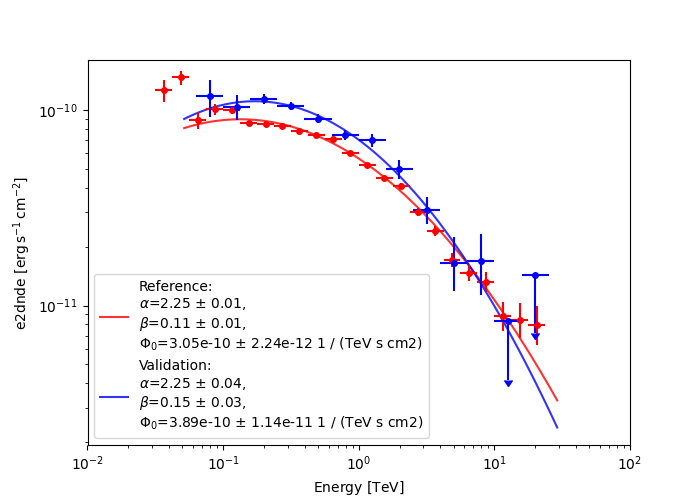 e2dnde [erg s⁻¹ cm⁻²]
10⁻¹⁰
10⁻¹¹
Reference:
α=2.25 ± 0.01,
β=0.11 ± 0.01,
Φ₀=3.05e-10 ± 2.24e-12 1 / (TeV s cm2)
Validation:
α=2.25 ± 0.04,
β=0.15 ± 0.03,
Φ₀=3.89e-10 ± 1.14e-11 1 / (TeV s cm2)
10⁻² 10⁻¹ 10⁰ 10¹ 10²
Energy [TeV]